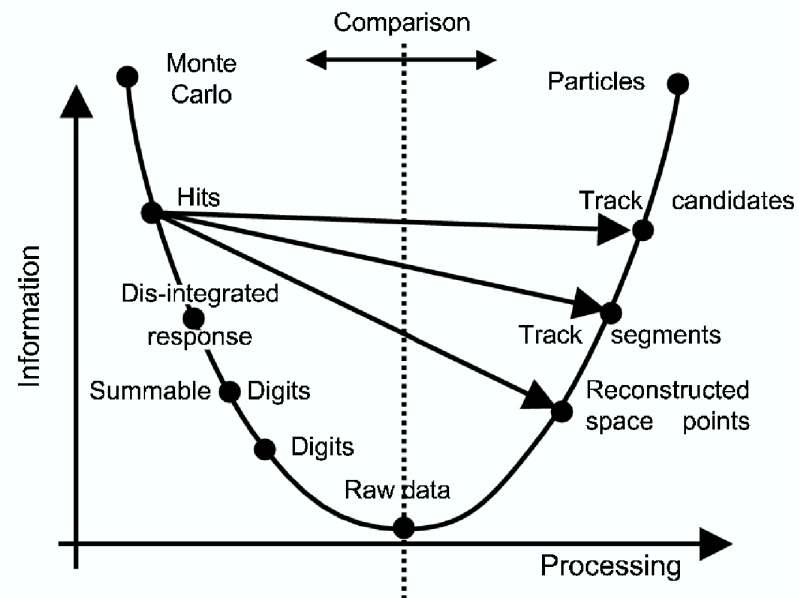 Comparison
Monte
Carlo
Particles
Hits
Track candidates
Dis-integrated
response
Track segments
Summable Digits
Reconstructed
space points
Digits
Raw data
Information
Processing